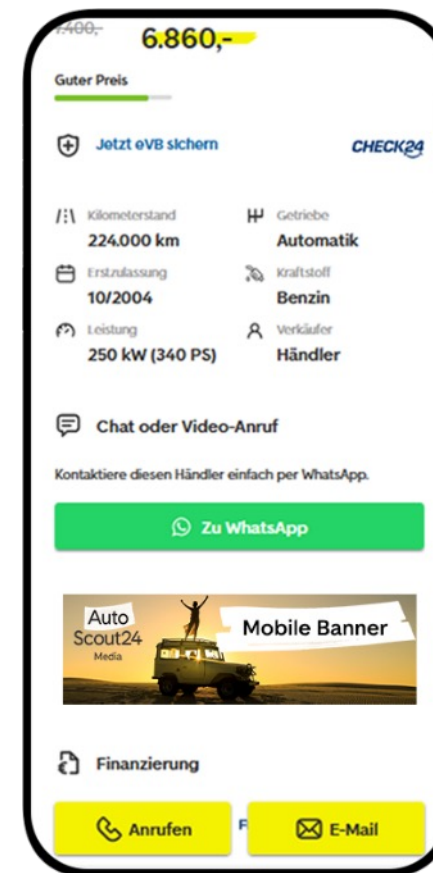 7.400,-
6.860,-
Guter Preis
Jetzt eVB sichern
CHECK24
Kilometerstand
224.000 km
Getriebe
Automatik
Erstzulassung
10/2004
Kraftstoff
Benzin
Leistung
250 kW (340 PS)
Verkäufer
Händler
Chat oder Video-Anruf
Kontaktiere diesen Händler einfach per WhatsApp.
Zu WhatsApp
Auto
Scout24
Media
Mobile Banner
Finanzierung
Anrufen
F
E-Mail